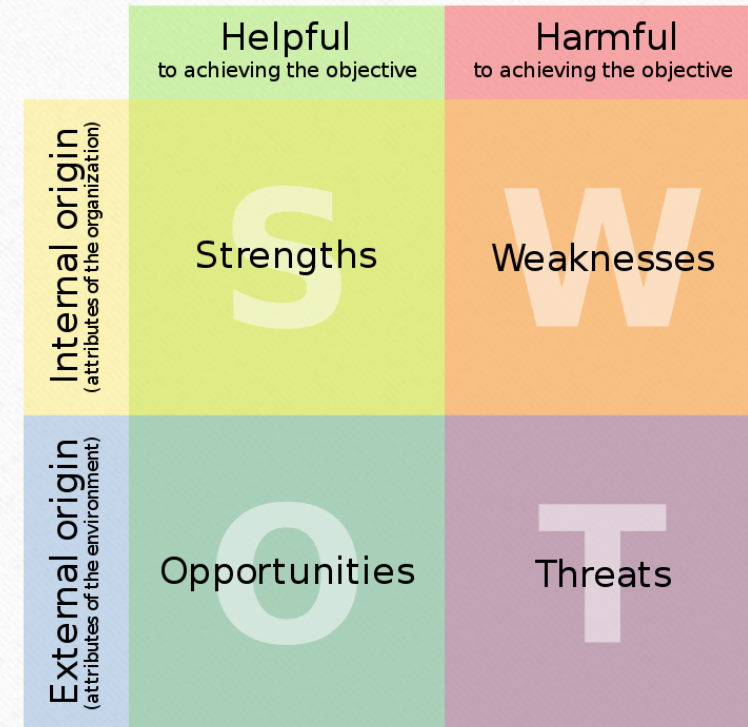 Helpful
to achieving the objective
Harmful
to achieving the objective
Internal origin
(attributes of the organization)
S
Strengths
W
Weaknesses
External origin
(attributes of the environment)
O
Opportunities
T
Threats